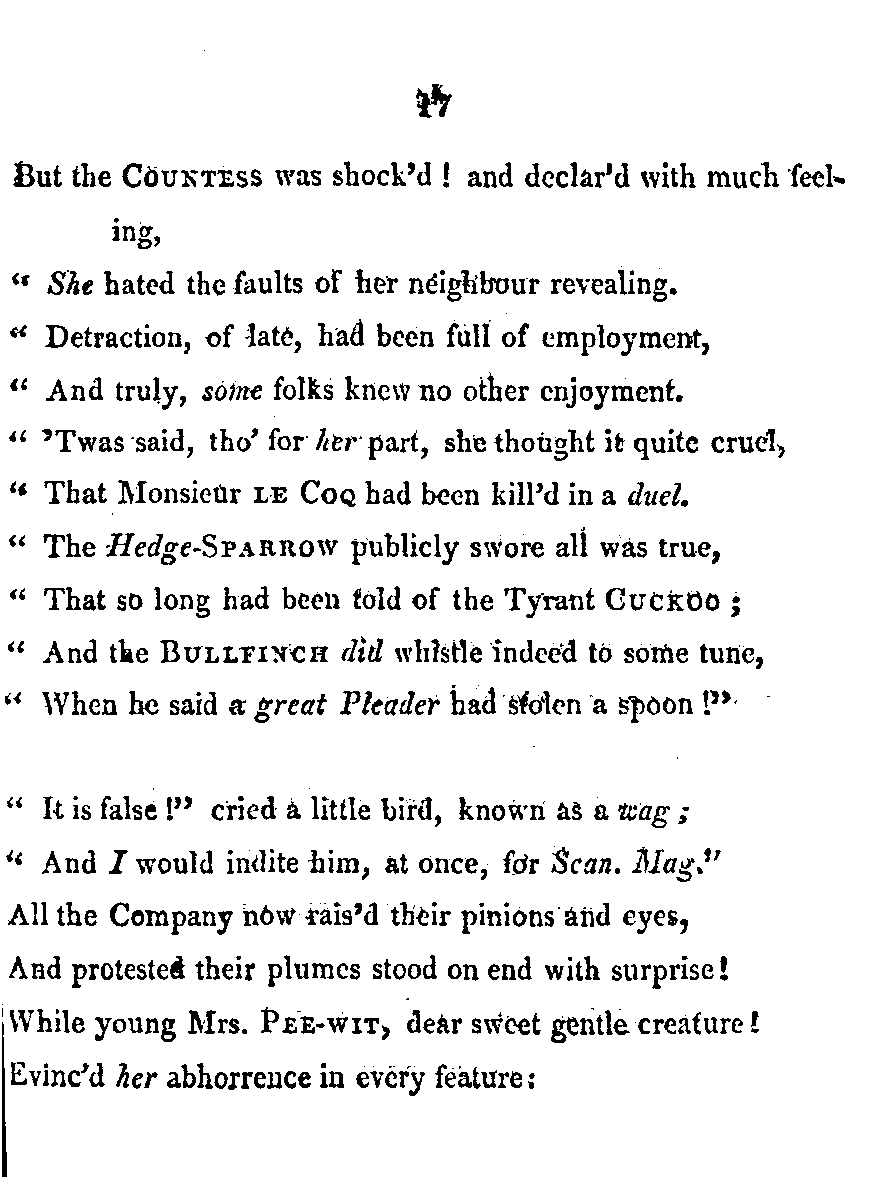 17
But the COUNTESS was shock'd ! and declar'd with much feel-
ing,
“ She hated the faults of her neighbour revealing.
“ Detraction, of late, had been full of employment,
“ And truly, some folks knew no other enjoyment.
“ 'Twas said, tho' for her part, she thought it quite cruel,
“ That Monsieur LE COQ had been kill'd in a duel.
“ The Hedge-SPARROW publicly swore all was true,
“ That so long had been told of the Tyrant CUCKOO ;
“ And the BULLFINCH did whistle indeed to some tune,
“ When he said a great Pleader had stolen a spoon !”
“ It is false !” cried a little bird, known as a wag ;
“ And I would indite him, at once, for Scan. Mag.”
All the Company now rais'd their pinions and eyes,
And protested their plumes stood on end with surprise !
While young Mrs. PEE-WIT, dear sweet gentle creature !
Evinc'd her abhorrence in every feature :